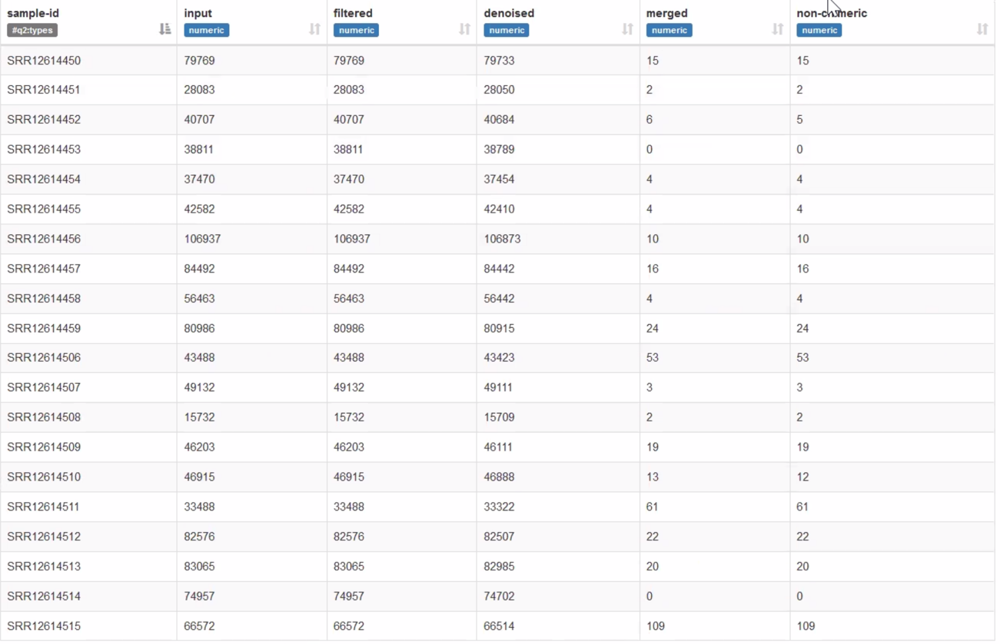 sample-id input filtered denoised merged non-chimeric
#q2:types numeric numeric numeric numeric numeric
SRR12614450 79769 79769 79733 15 15
SRR12614451 28083 28083 28050 2 2
SRR12614452 40707 40707 40684 6 5
SRR12614453 38811 38811 38789 0 0
SRR12614454 37470 37470 37454 4 4
SRR12614455 42582 42582 42410 4 4
SRR12614456 106937 106937 106873 10 10
SRR12614457 84492 84492 84442 16 16
SRR12614458 56463 56463 56442 4 4
SRR12614459 80986 80986 80915 24 24
SRR12614506 43488 43488 43423 53 53
SRR12614507 49132 49132 49111 3 3
SRR12614508 15732 15732 15709 2 2
SRR12614509 46203 46203 46111 19 19
SRR12614510 46915 46915 46888 13 12
SRR12614511 33488 33488 33322 61 61
SRR12614512 82576 82576 82507 22 22
SRR12614513 83065 83065 82985 20 20
SRR12614514 74957 74957 74702 0 0
SRR12614515 66572 66572 66514 109 109